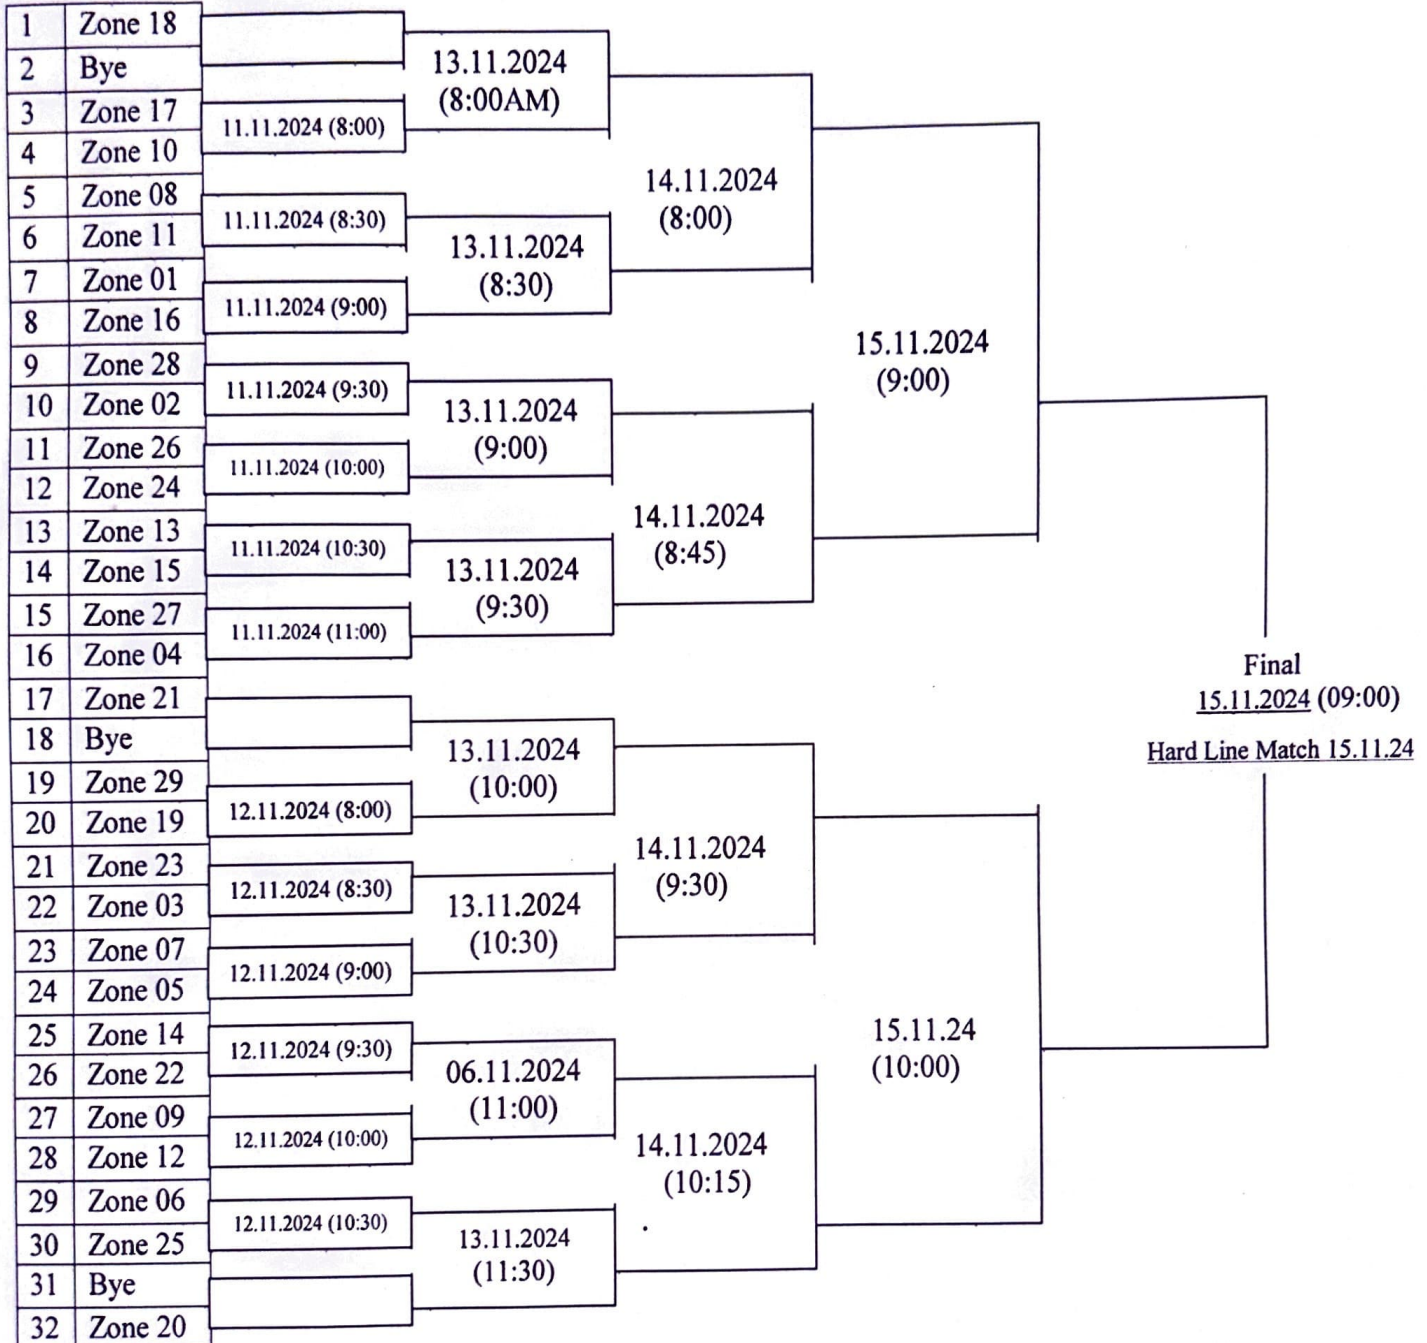 1 Zone 18
2 Bye
3 Zone 17
4 Zone 10
5 Zone 08
6 Zone 11
7 Zone 01
8 Zone 16
9 Zone 28
10 Zone 02
11 Zone 26
12 Zone 24
13 Zone 13
14 Zone 15
15 Zone 27
16 Zone 04
17 Zone 21
18 Bye
19 Zone 29
20 Zone 19
21 Zone 23
22 Zone 03
23 Zone 07
24 Zone 05
25 Zone 14
26 Zone 22
27 Zone 09
28 Zone 12
29 Zone 06
30 Zone 25
31 Bye
32 Zone 20
11.11.2024 (8:00)
11.11.2024 (8:30)
11.11.2024 (9:00)
11.11.2024 (9:30)
11.11.2024 (10:00)
11.11.2024 (10:30)
11.11.2024 (11:00)
12.11.2024 (8:00)
12.11.2024 (8:30)
12.11.2024 (9:00)
12.11.2024 (9:30)
12.11.2024 (10:00)
12.11.2024 (10:30)
13.11.2024
(8:00AM)
13.11.2024
(8:30)
13.11.2024
(9:00)
13.11.2024
(9:30)
13.11.2024
(10:00)
13.11.2024
(10:30)
06.11.2024
(11:00)
13.11.2024
(11:30)
14.11.2024
(8:00)
14.11.2024
(8:45)
14.11.2024
(9:30)
14.11.2024
(10:15)
15.11.2024
(9:00)
15.11.24
(10:00)
Final
15.11.2024 (09:00)
Hard Line Match 15.11.24